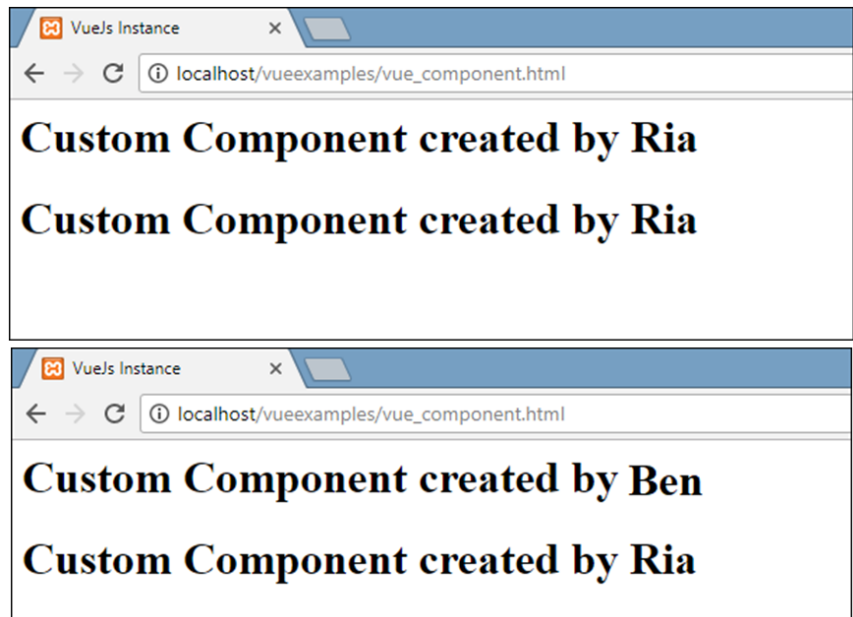 VueJs Instance
localhost/vueexamples/vue_component.html
Custom Component created by Ria
Custom Component created by Ria
VueJs Instance
localhost/vueexamples/vue_component.html
Custom Component created by Ben
Custom Component created by Ria